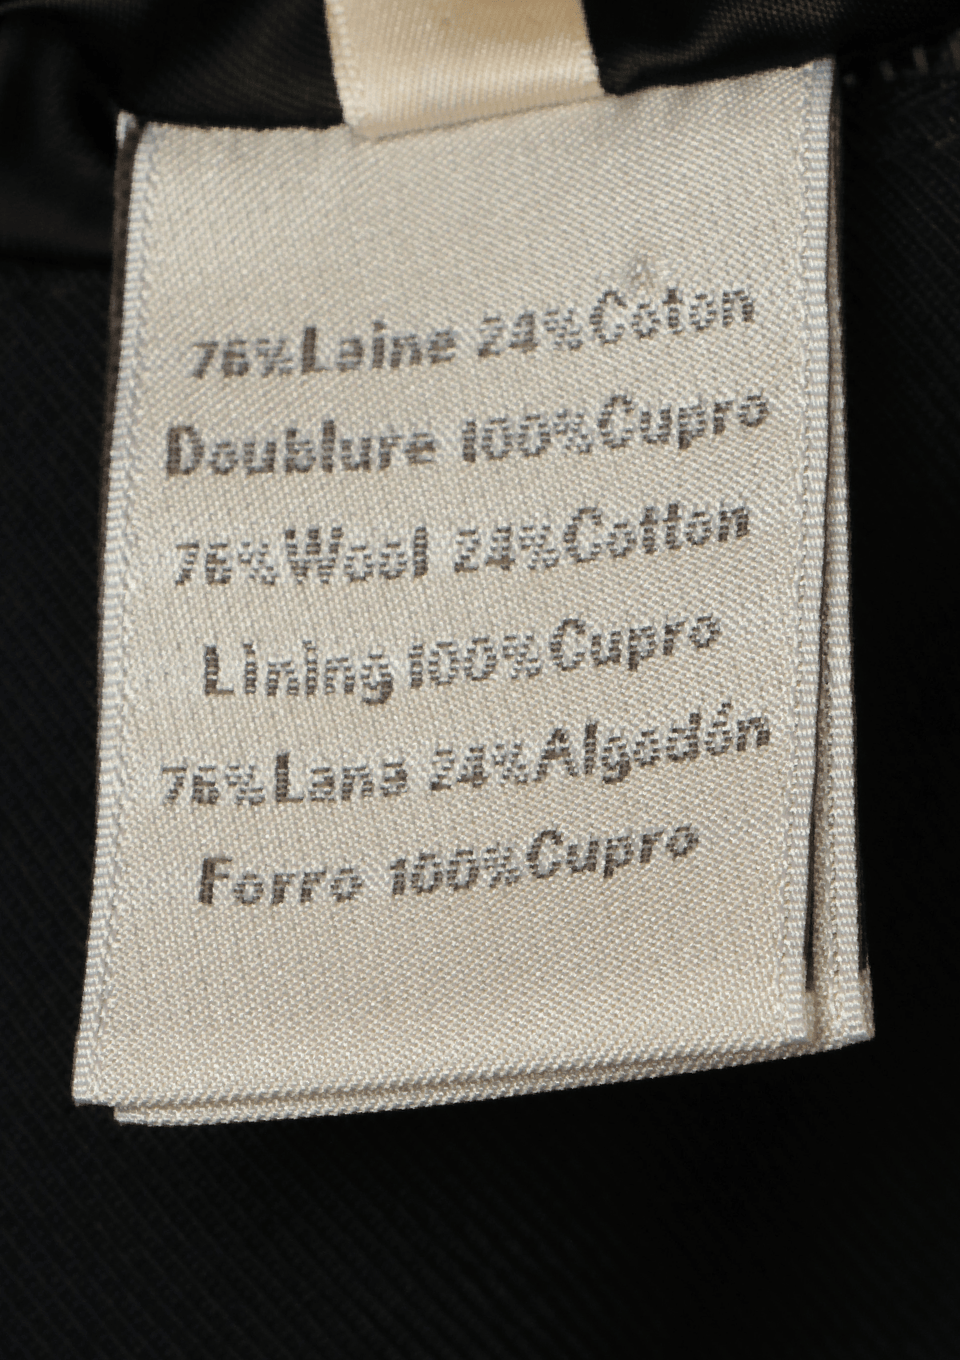 76%Laine 24%Coton
Doublure 100%Cupro
76%Wool 24%Cotton
Lining 100%Cupro
76%Lana 24%Algodón
Forro 100%Cupro